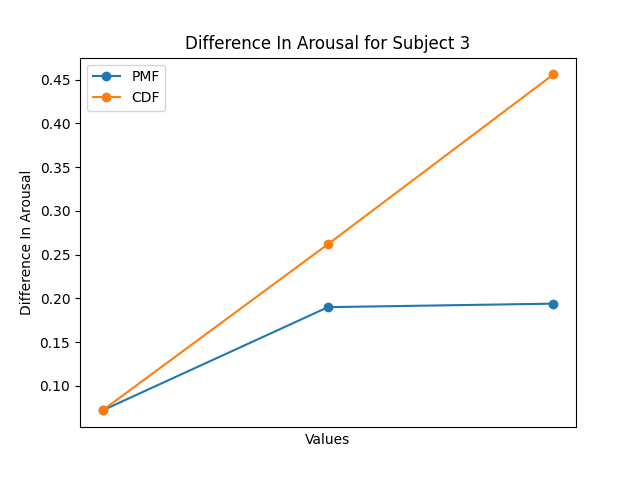 Difference In Arousal for Subject 3
PMF
CDF
Difference In Arousal
0.45
0.40
0.35
0.30
0.25
0.20
0.15
0.10
Values